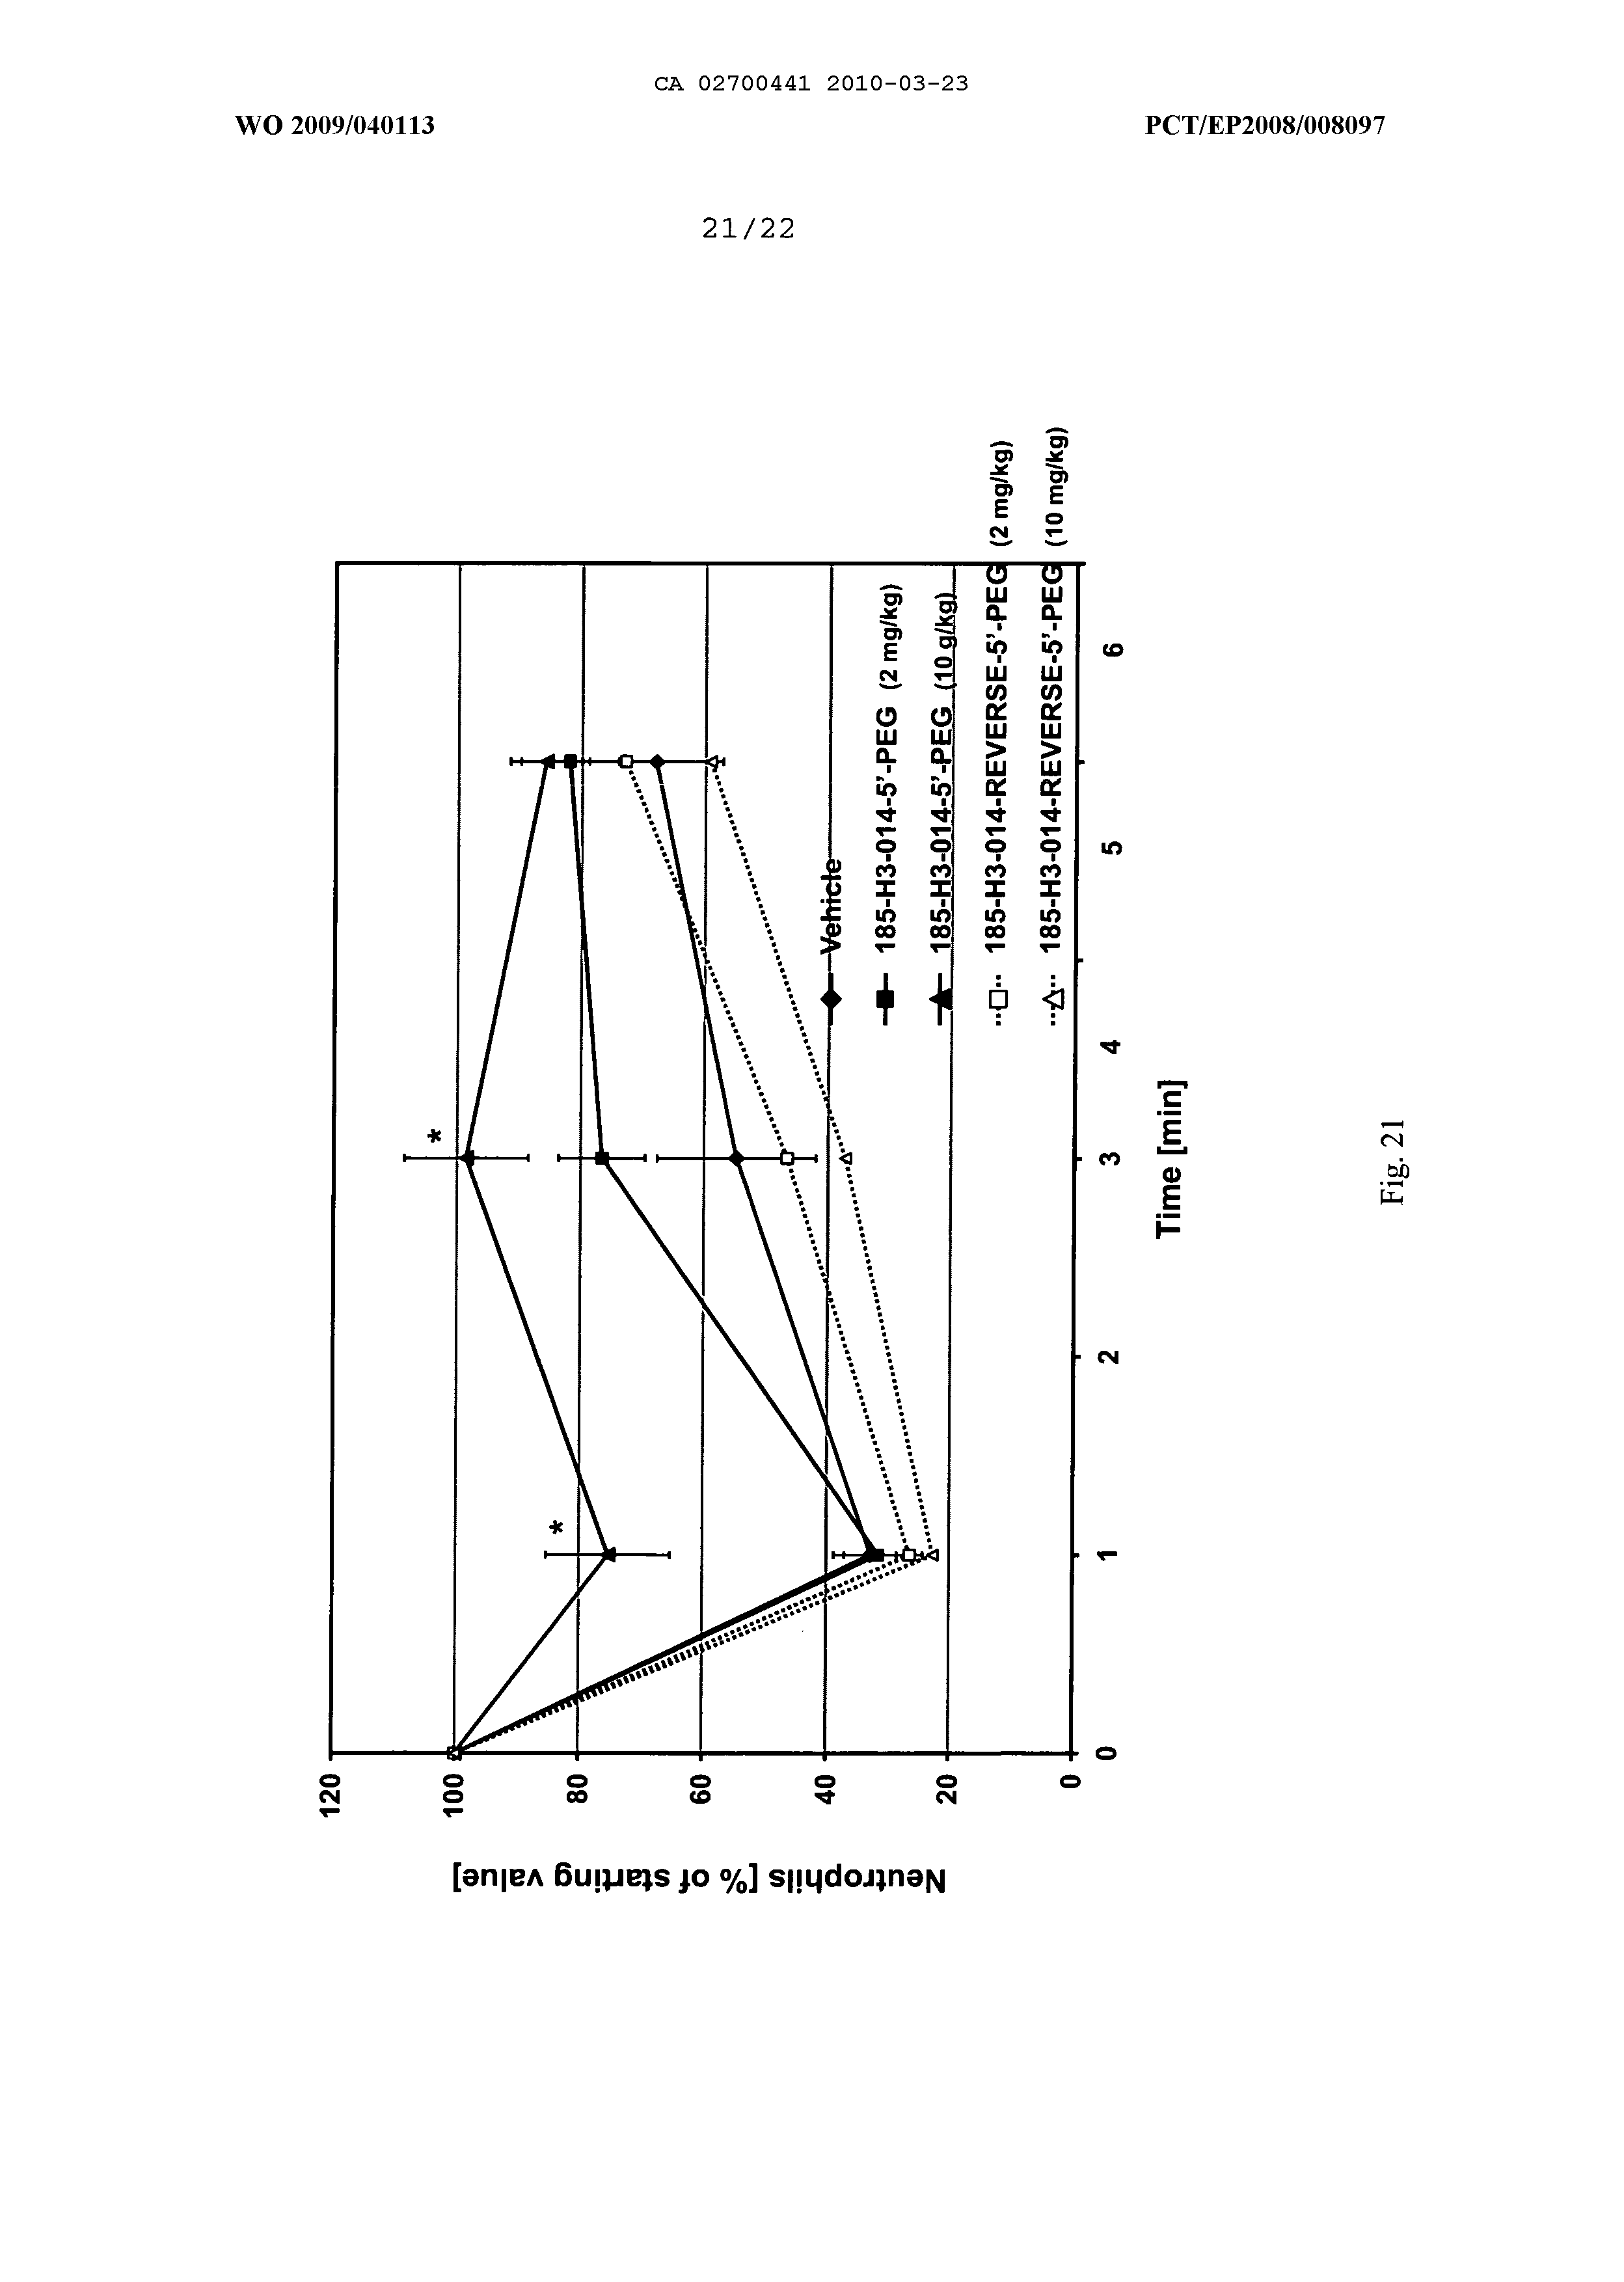 CA 02700441 2010-03-23
WO 2009/040113
PCT/EP2008/008097
21/22
Neutrophils [% of starting value]
120
100
80
60
40
20
0
*
*
Vehicle
185-H3-014-5'-PEG (2 mg/kg)
185-H3-014-5'-PEG (10 g/kg)
185-H3-014-REVERSE-5'-PEG (2 mg/kg)
185-H3-014-REVERSE-5'-PEG (10 mg/kg)
0 1 2 3 4 5 6
Time [min]
Fig. 21